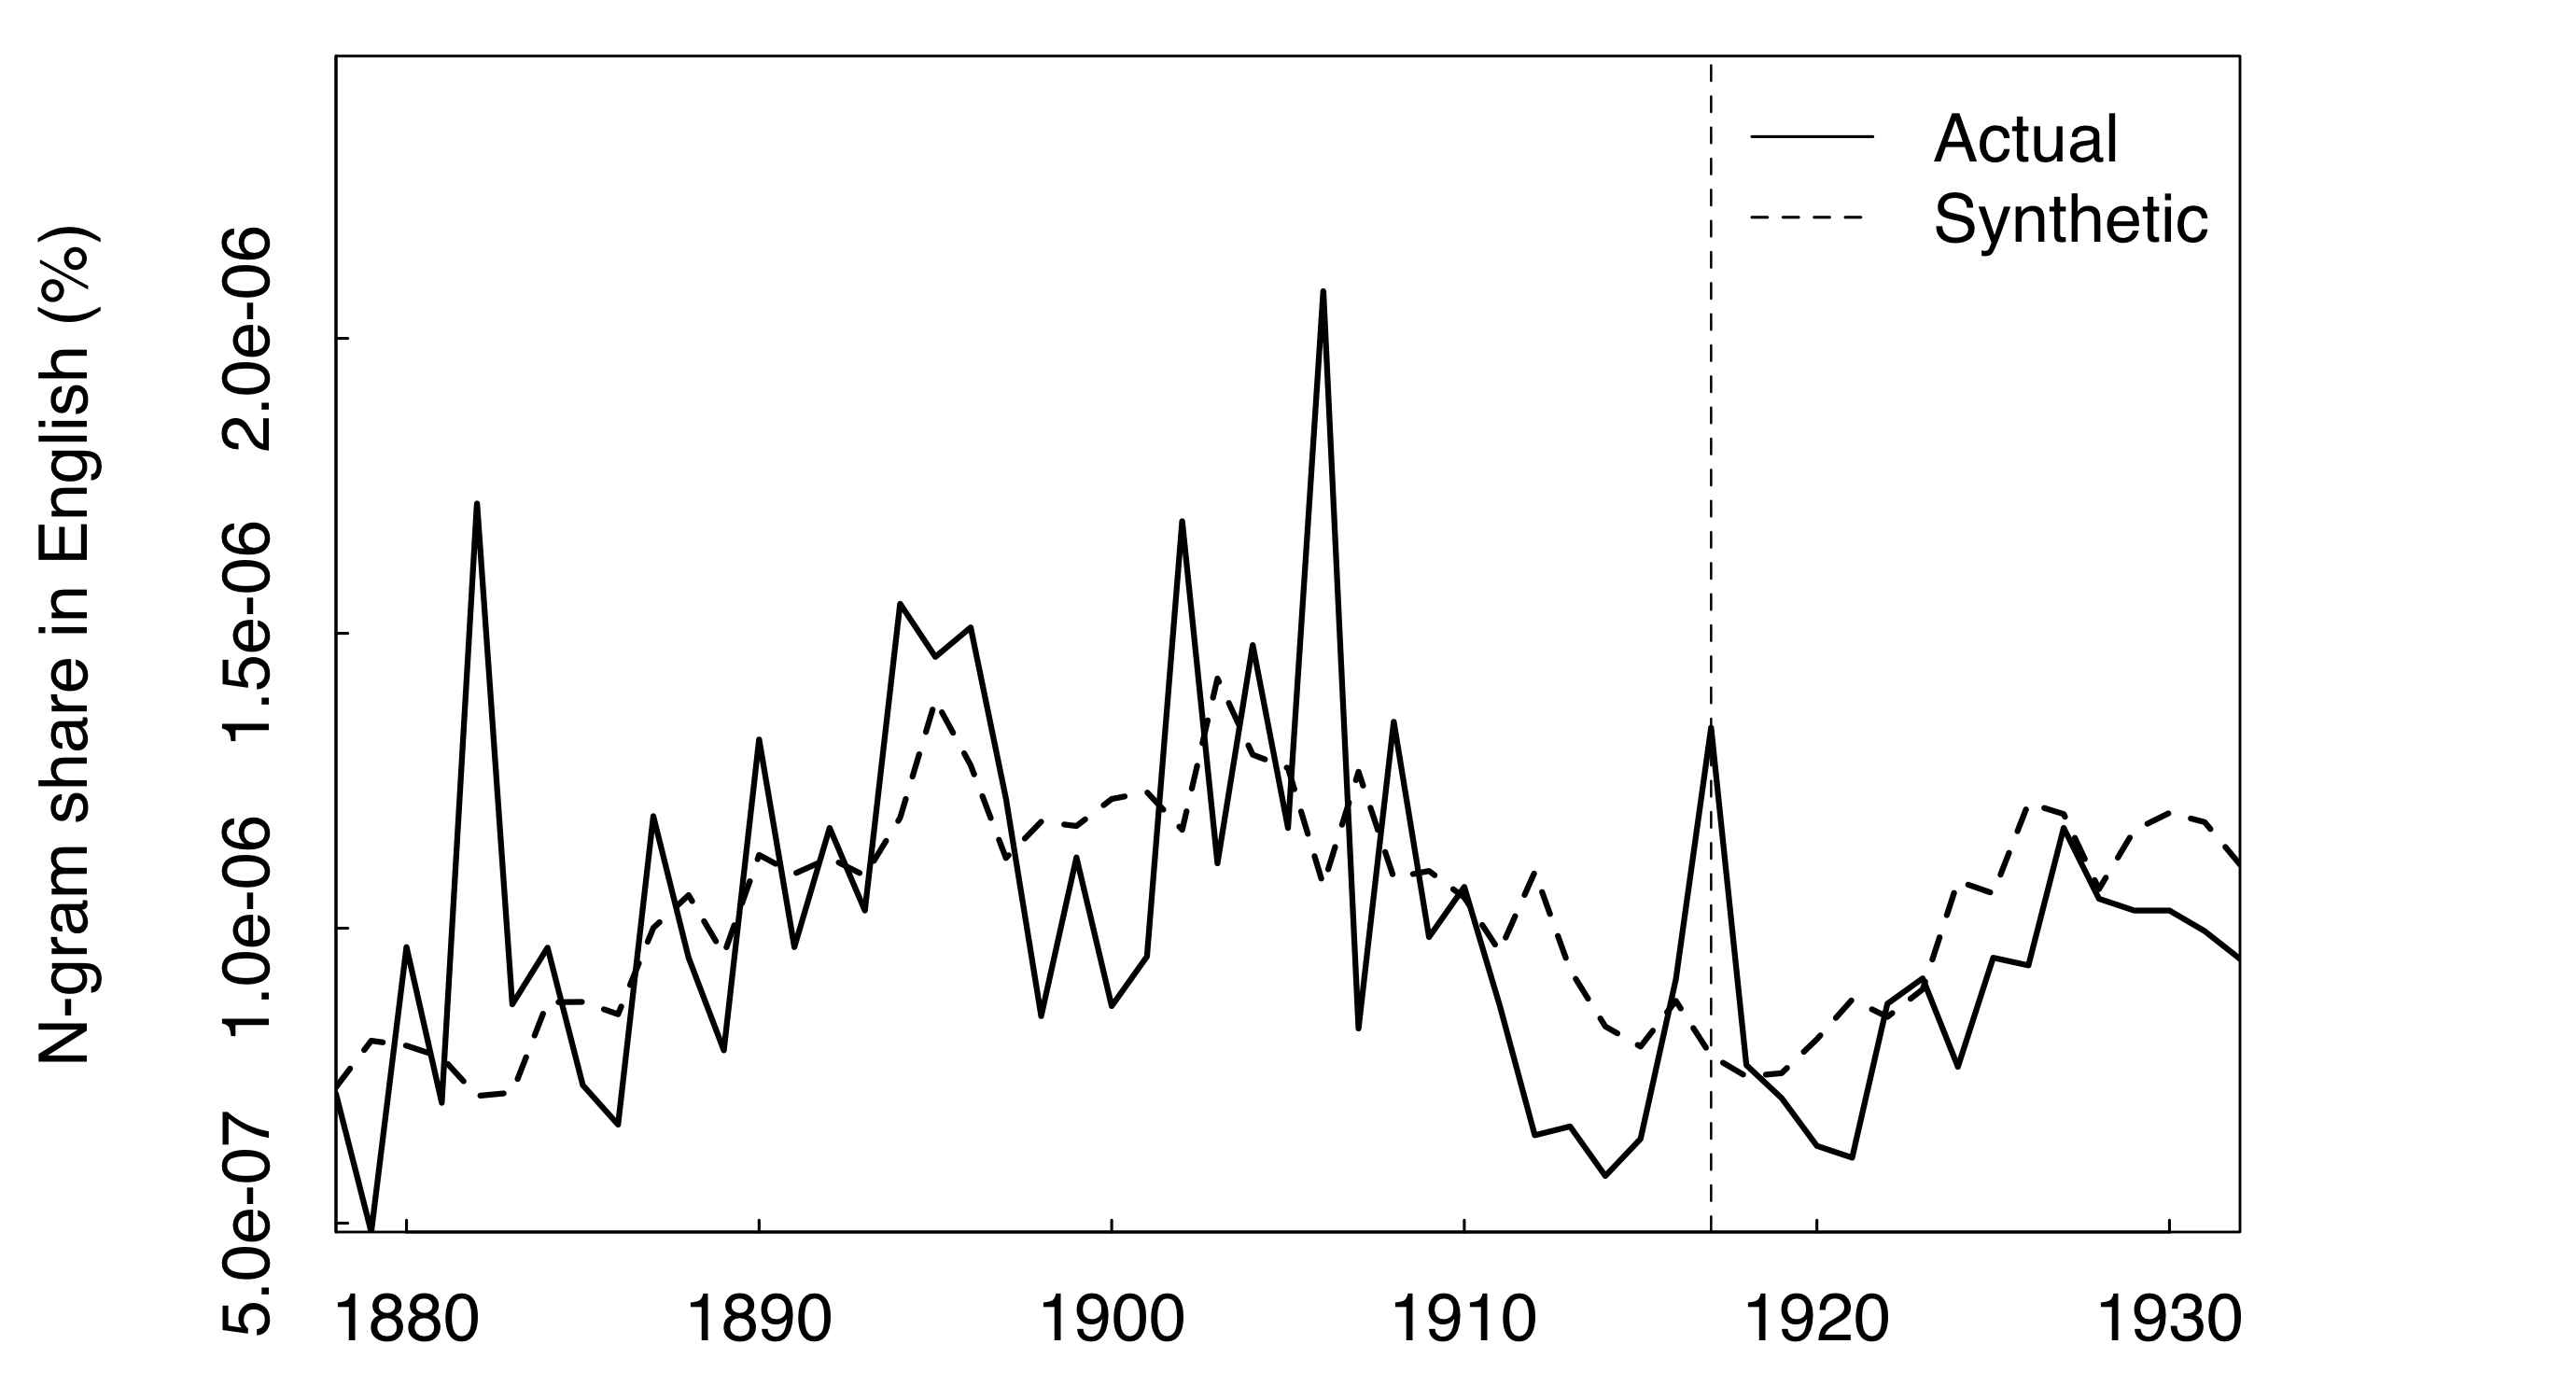 N-gram share in English (%)
2.0e-06
1.5e-06
1.0e-06
5.0e-07
Actual
Synthetic
1880 1890 1900 1910 1920 1930